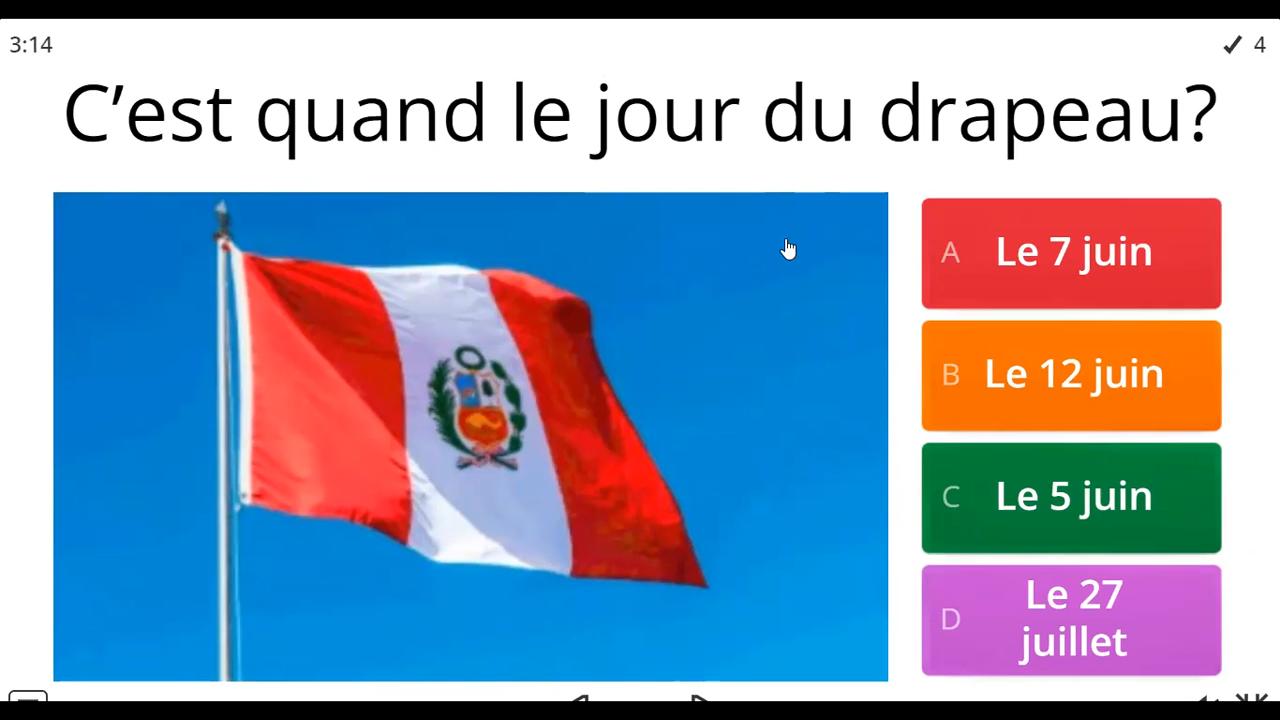 3:14
✓ 4
C’est quand le jour du drapeau?
A Le 7 juin
B Le 12 juin
C Le 5 juin
D Le 27
juillet